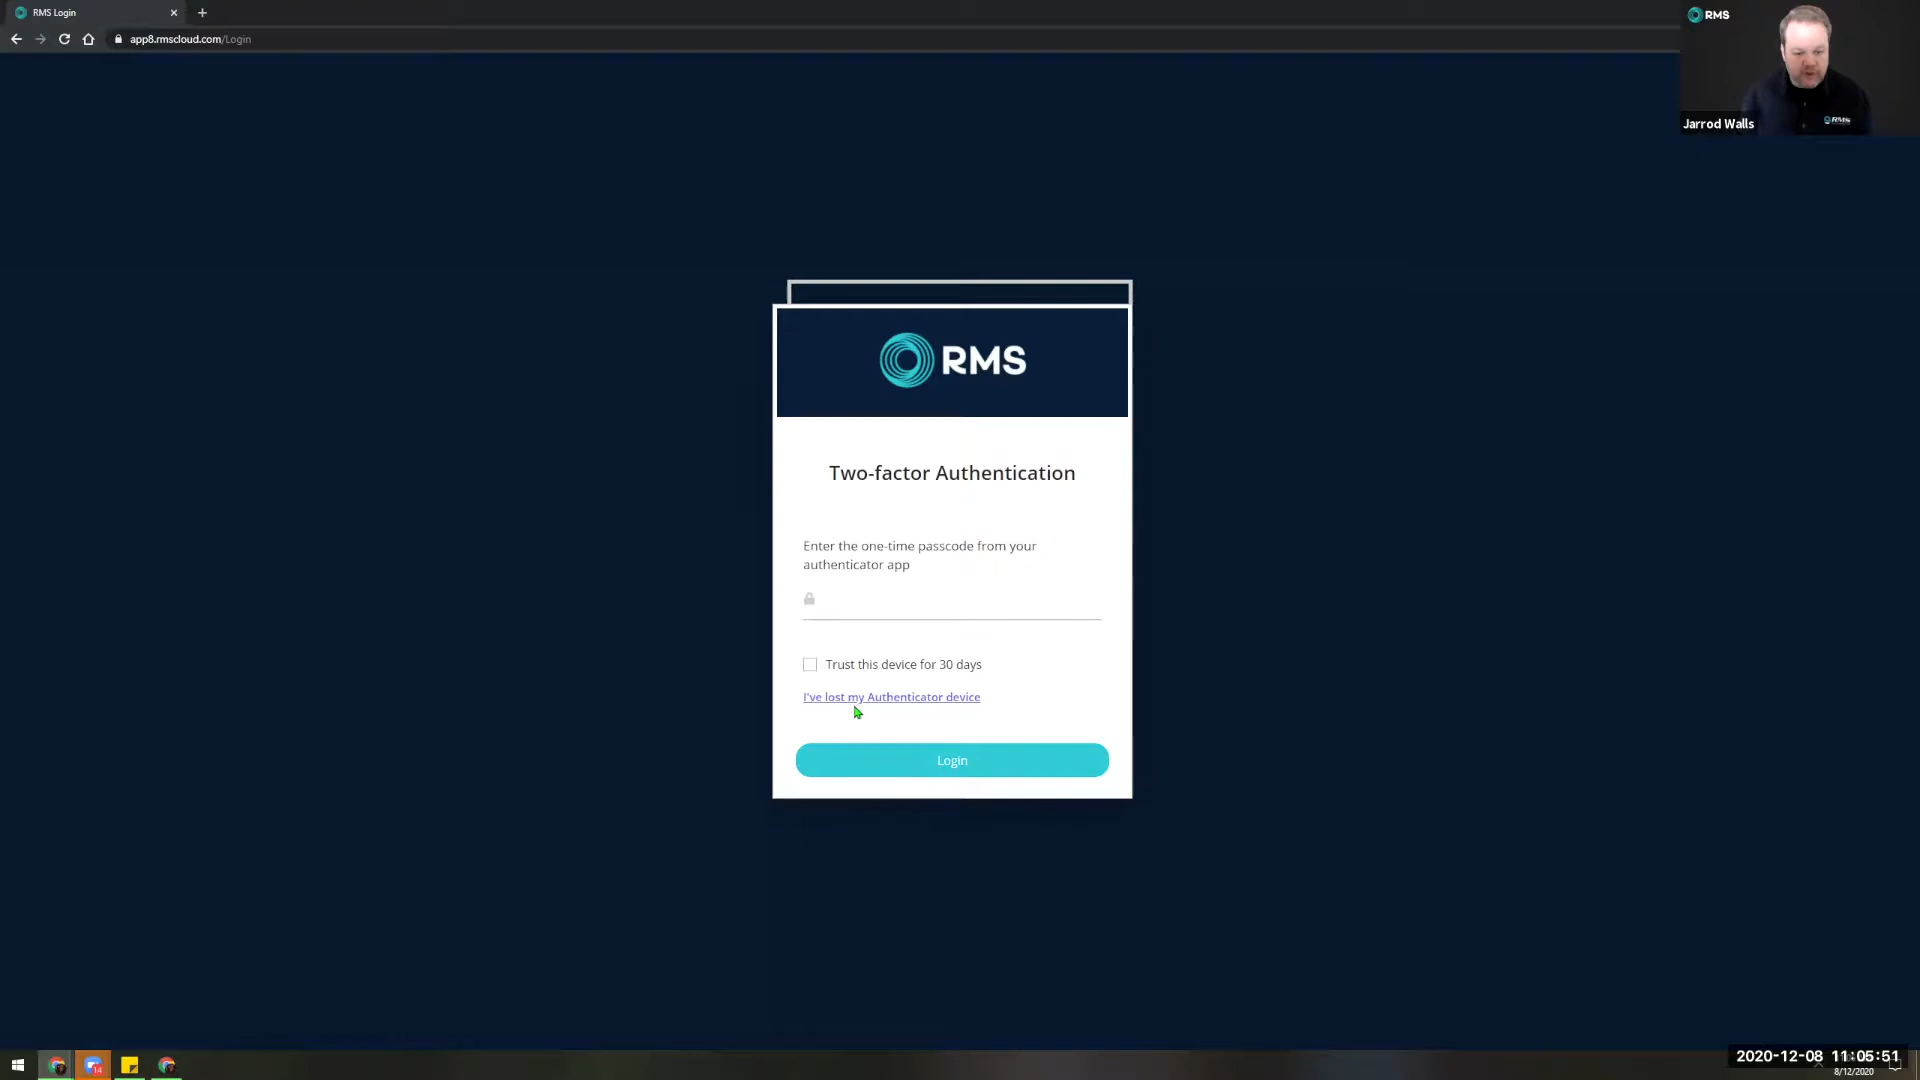 RMS Login
app8.rmscloud.com/Login
RMS
RMS
Jarrod Walls
RMS
Two-factor Authentication
Enter the one-time passcode from your
authenticator app
Trust this device for 30 days
I've lost my Authenticator device
Login
14
2020-12-08 11:05:51
8/12/2020